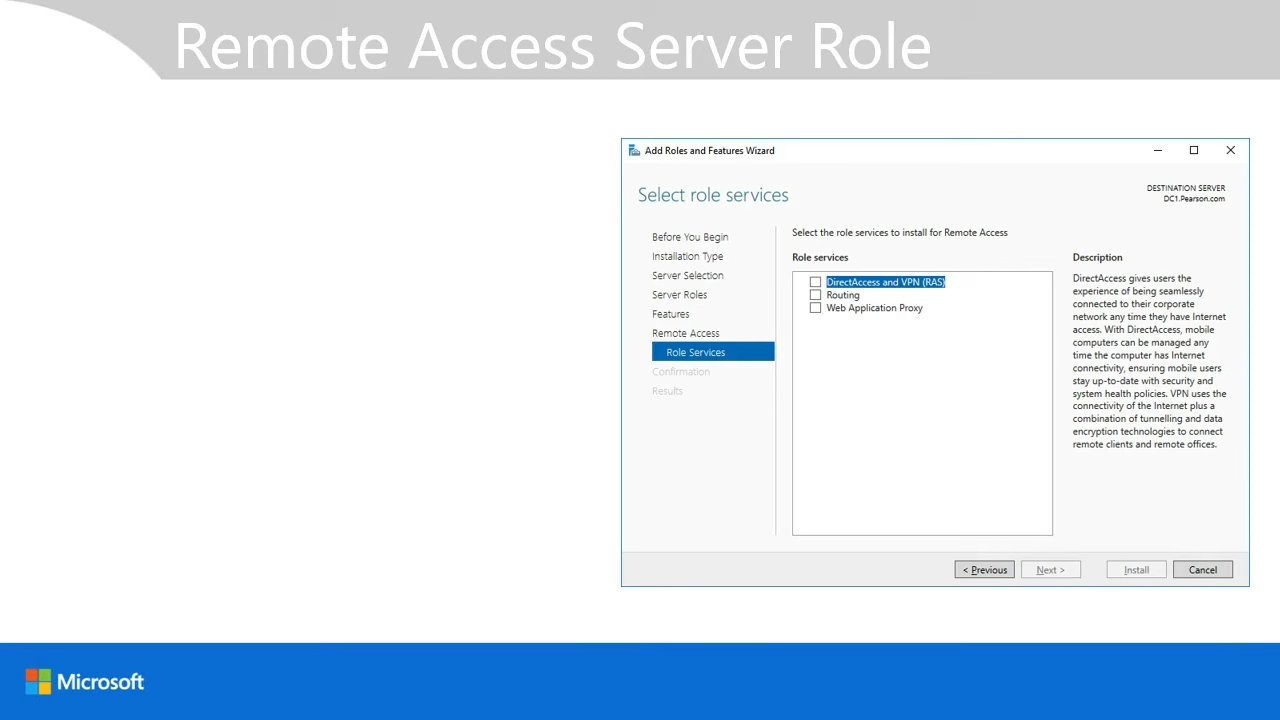 Remote Access Server Role
Add Roles and Features Wizard
Select role services
DESTINATION SERVER
DC1.Pearson.com
Before You Begin
Installation Type
Server Selection
Server Roles
Features
Remote Access
Role Services
Confirmation
Results
Select the role services to install for Remote Access
Role services
DirectAccess and VPN (RAS)
Routing
Web Application Proxy
Description
DirectAccess gives users the
experience of being seamlessly
connected to their corporate
network any time they have Internet
access. With DirectAccess, mobile
computers can be managed any
time the computer has Internet
connectivity, ensuring mobile users
stay up-to-date with security and
system health policies. VPN uses the
connectivity of the Internet plus a
combination of tunnelling and data
encryption technologies to connect
remote clients and remote offices.
< Previous
Next >
Install
Cancel
Microsoft